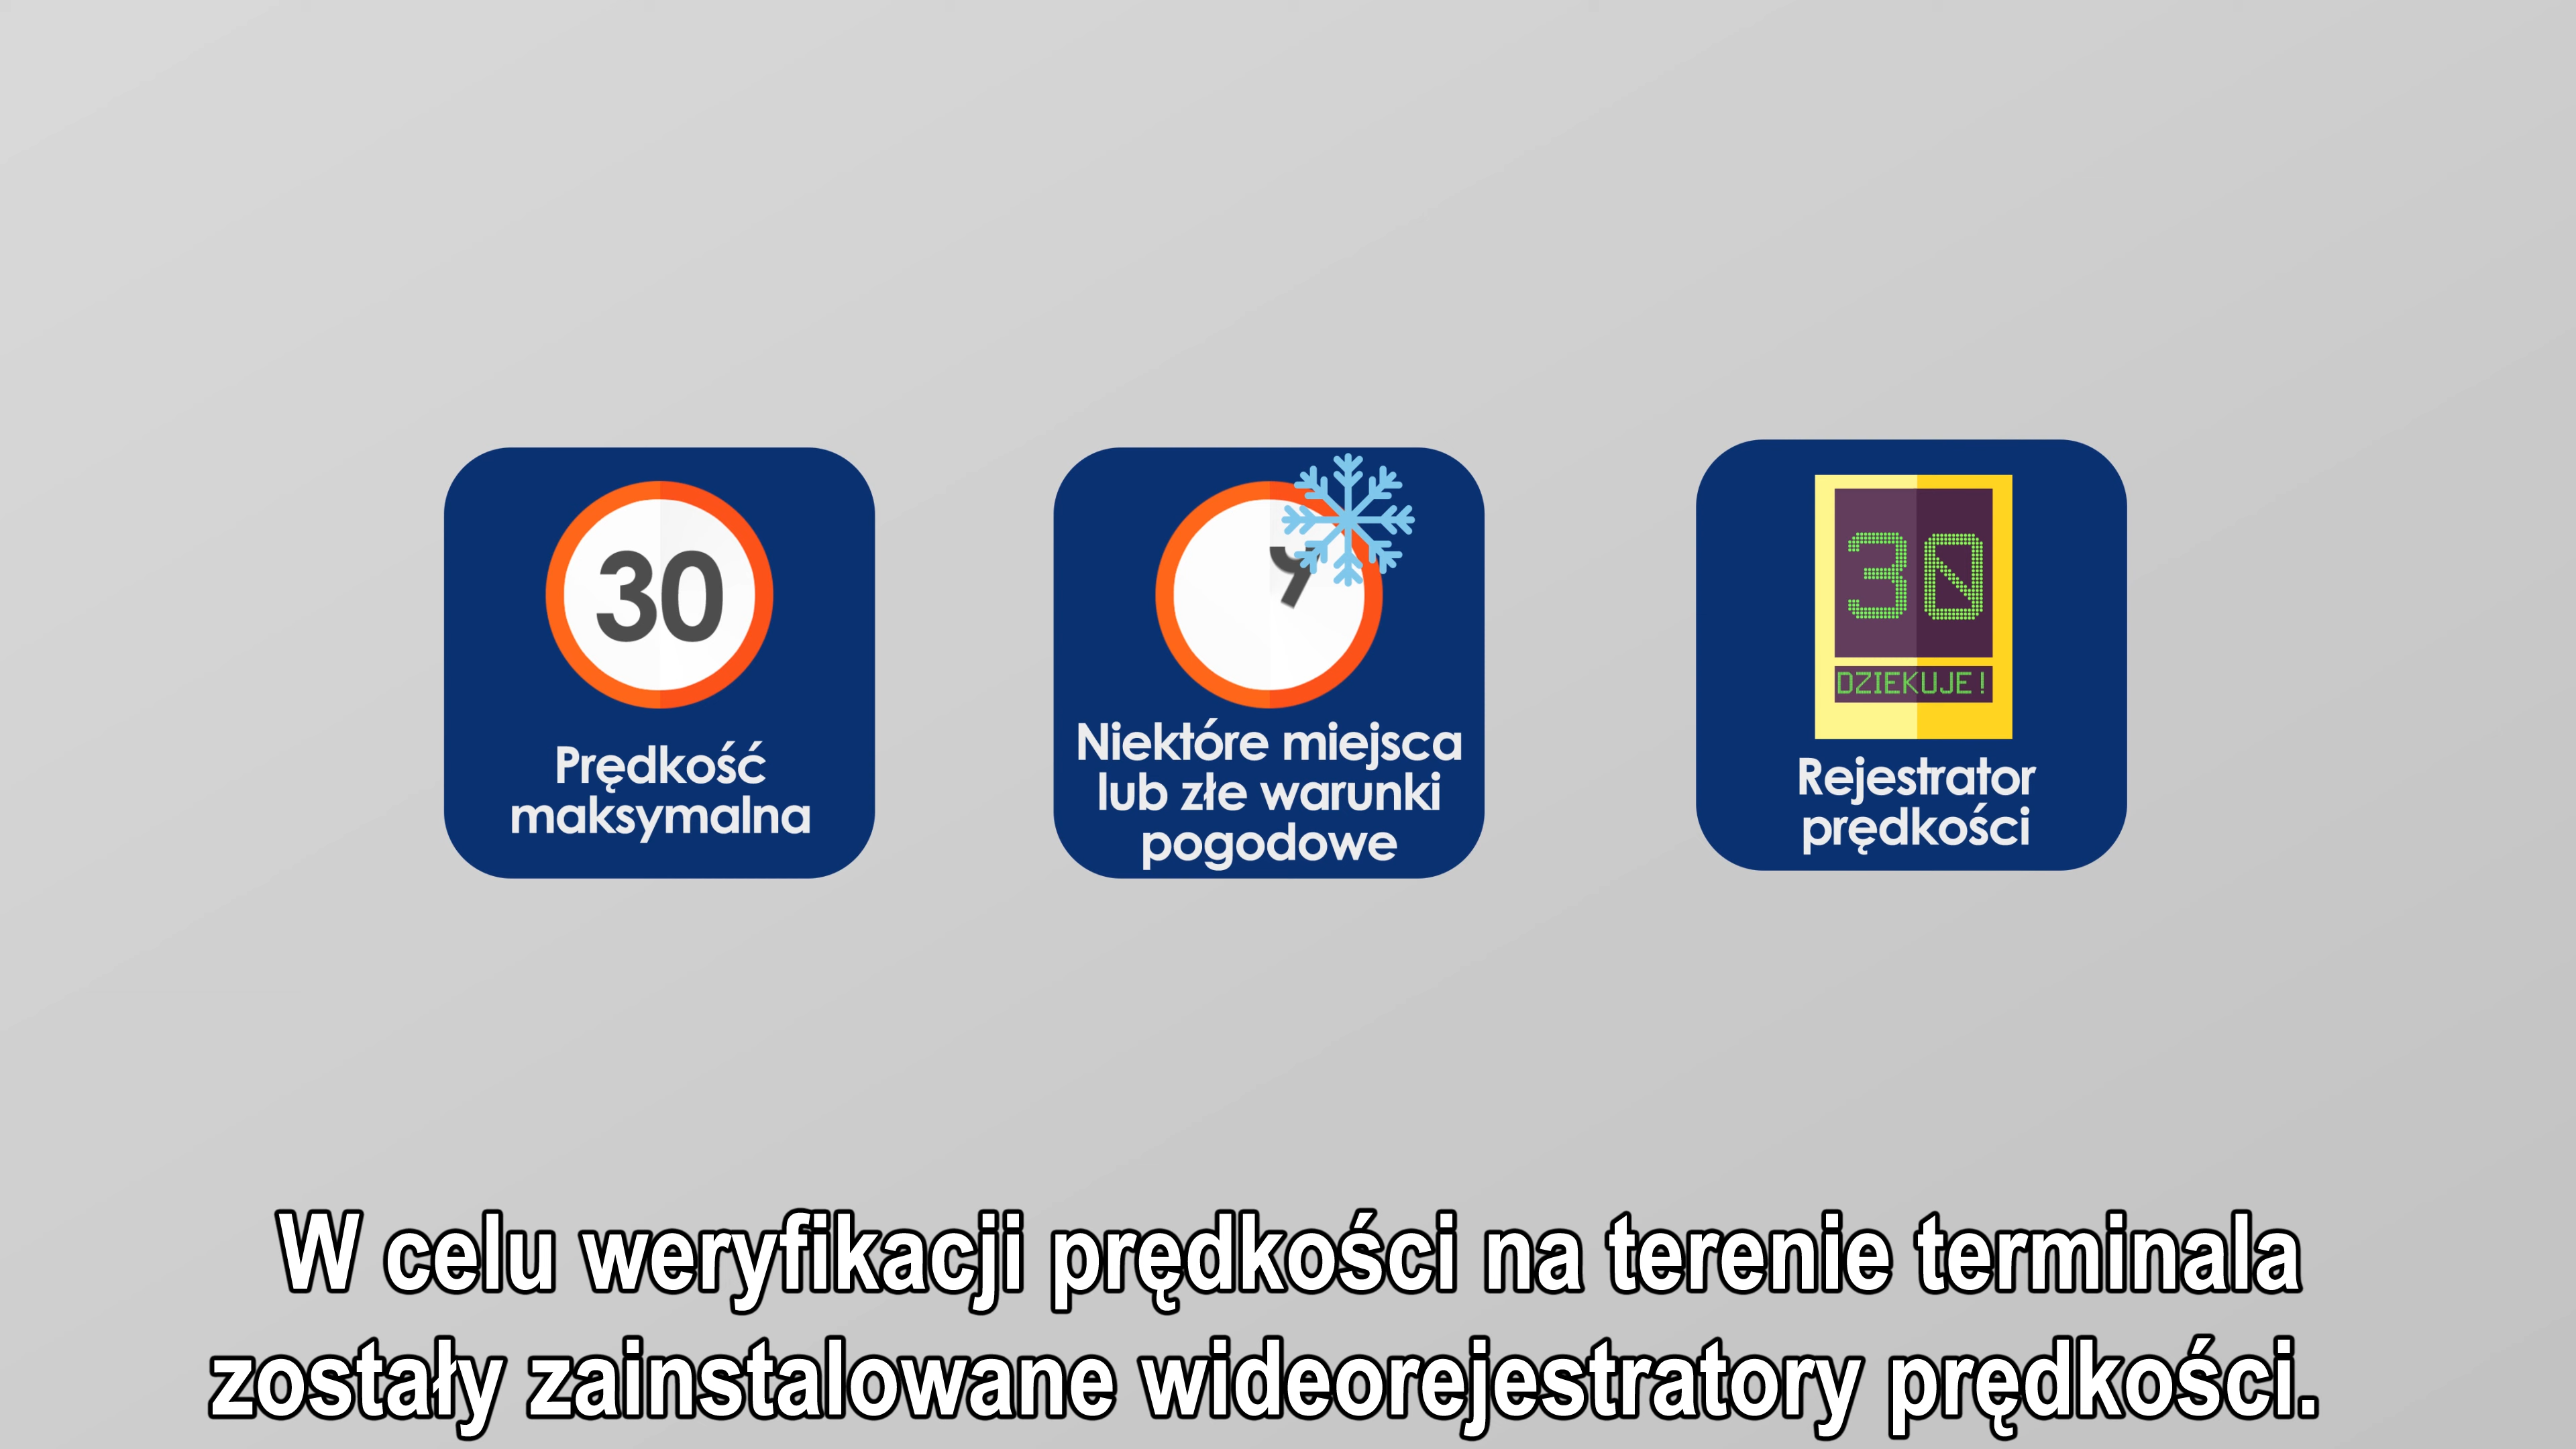 30
Prędkość
maksymalna
Niektóre miejsca
lub złe warunki
pogodowe
30
DZIEKUJE!
Rejestrator
prędkości
W celu weryfikacji prędkości na terenie terminala
zostały zainstalowane wideorejestratory prędkości.